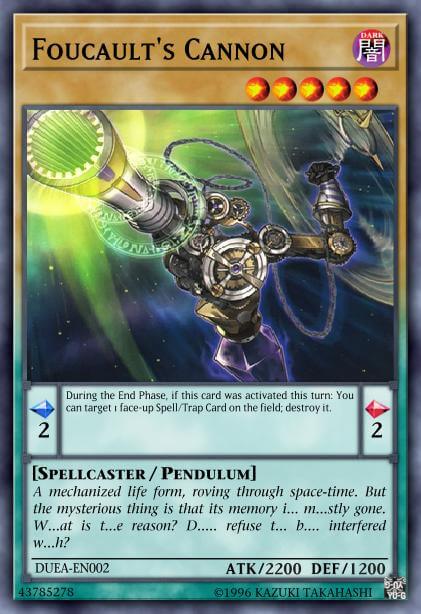 Foucault's Cannon
DARK
闇
During the End Phase, if this card was activated this turn: You
can target 1 face-up Spell/Trap Card on the field; destroy it.
2
2
[Spellcaster / Pendulum]
A mechanized life form, roving through space-time. But
the mysterious thing is that its memory i... m...stly gone.
W...at is t...e reason? D..... refuse t... b.... interfered
w...h?
DUEA-EN002
ATK/2200 DEF/1200
43785278
©1996 KAZUKI TAKAHASHI